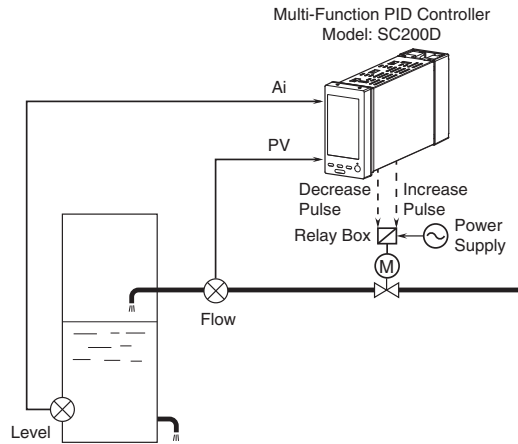 Multi-Function PID Controller
Model: SC200D
Ai
PV
Decrease
Pulse
Increase
Pulse
Relay Box
Power
Supply
M
Flow
Level